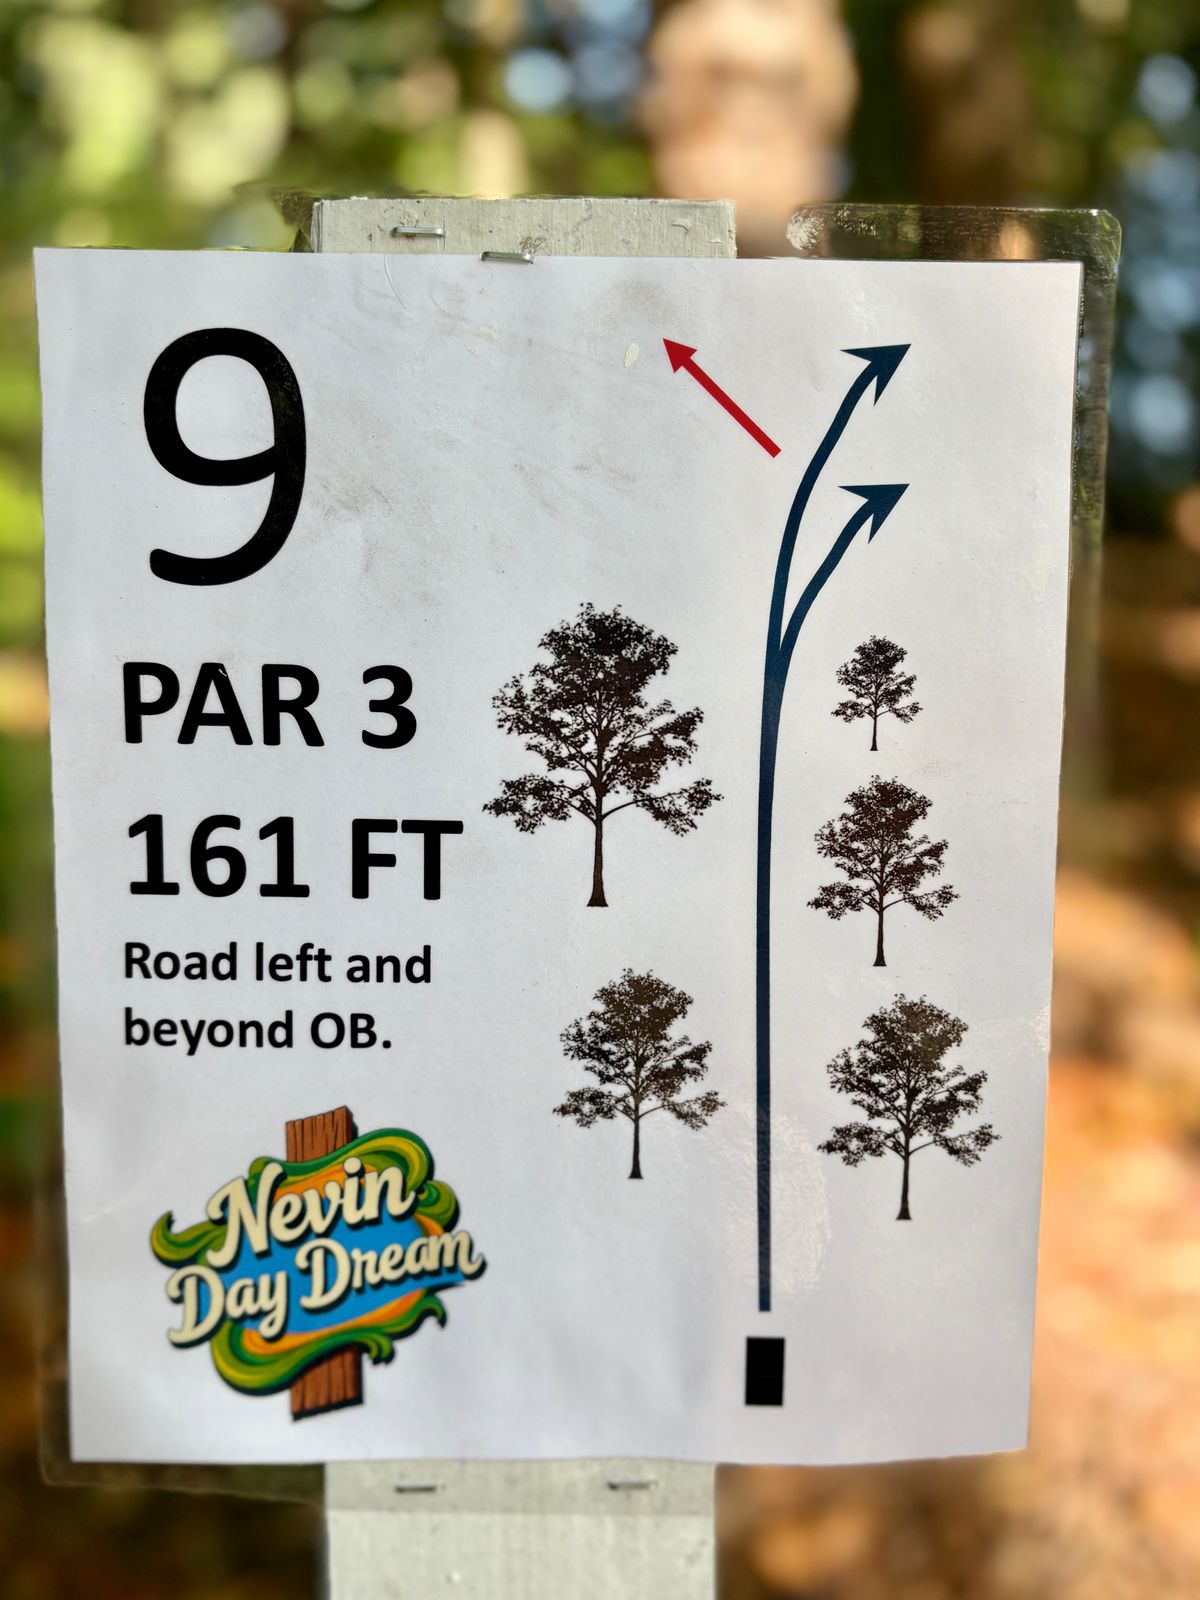 9
PAR 3
161 FT
Road left and
beyond OB.
Nevin
Day Dream